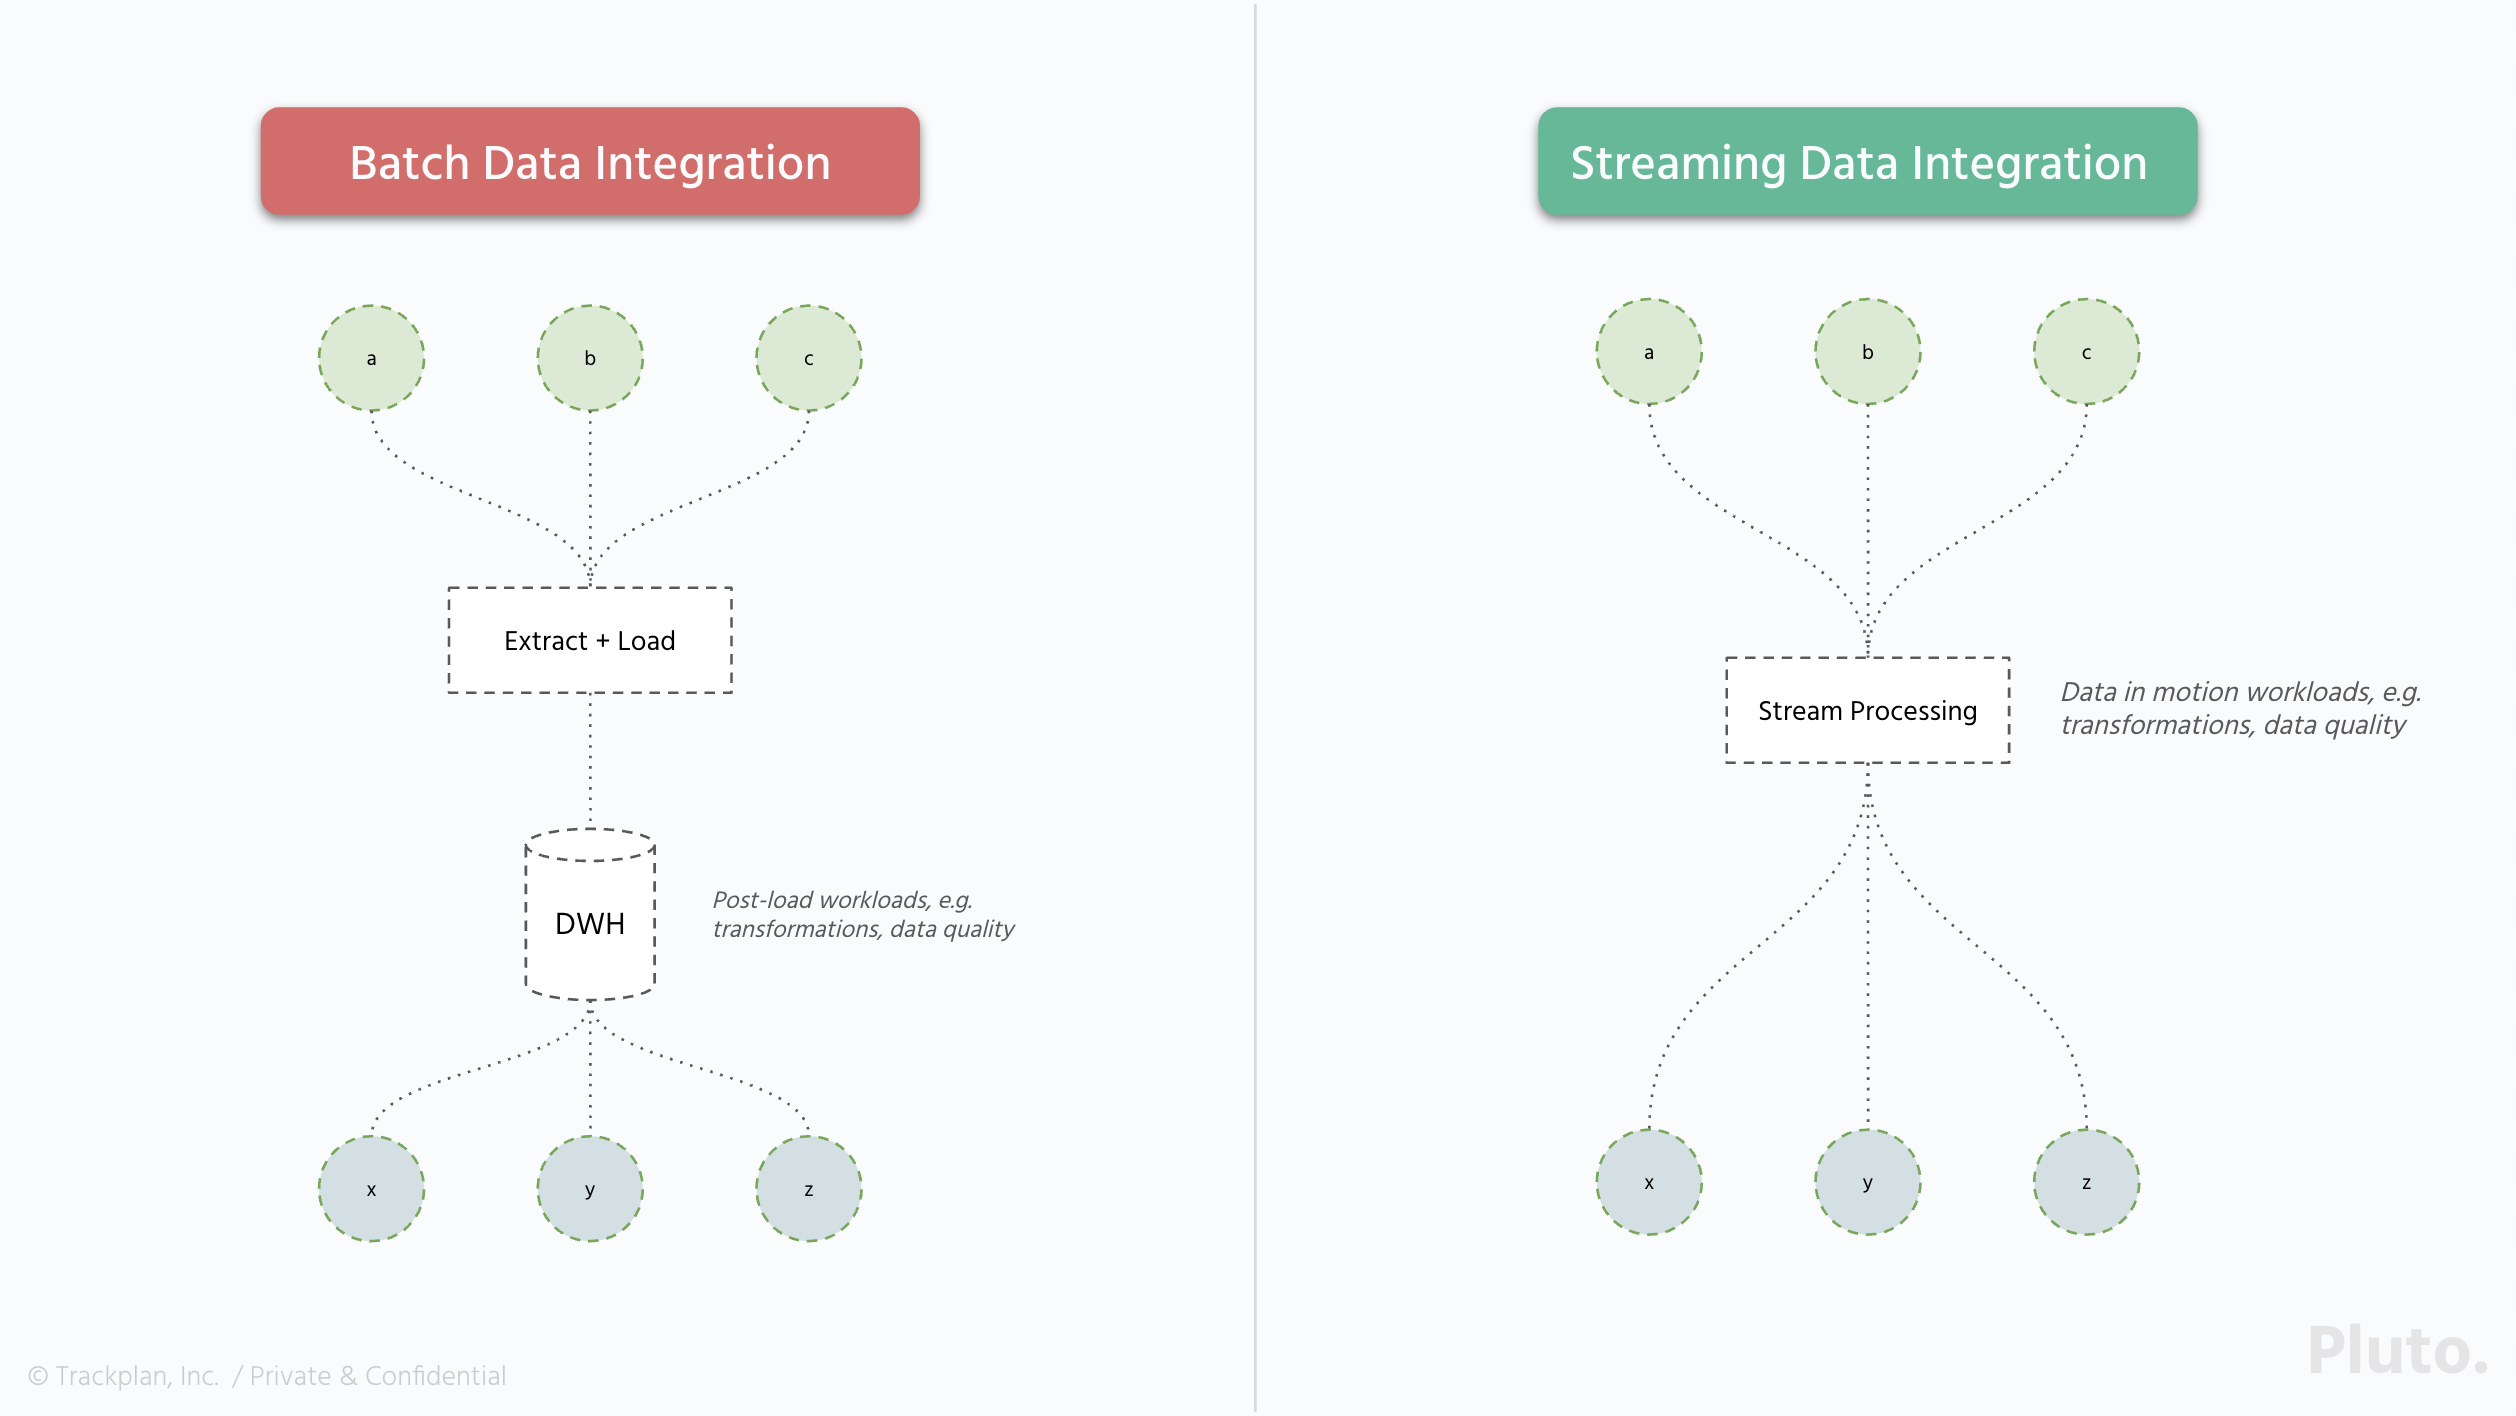 Batch Data Integration
a
b
c
Extract + Load
DWH
Post-load workloads, e.g.
transformations, data quality
x
y
z
Streaming Data Integration
a
b
c
Stream Processing
Data in motion workloads, e.g.
transformations, data quality
x
y
z
© Trackplan, Inc. / Private & Confidential
Pluto.